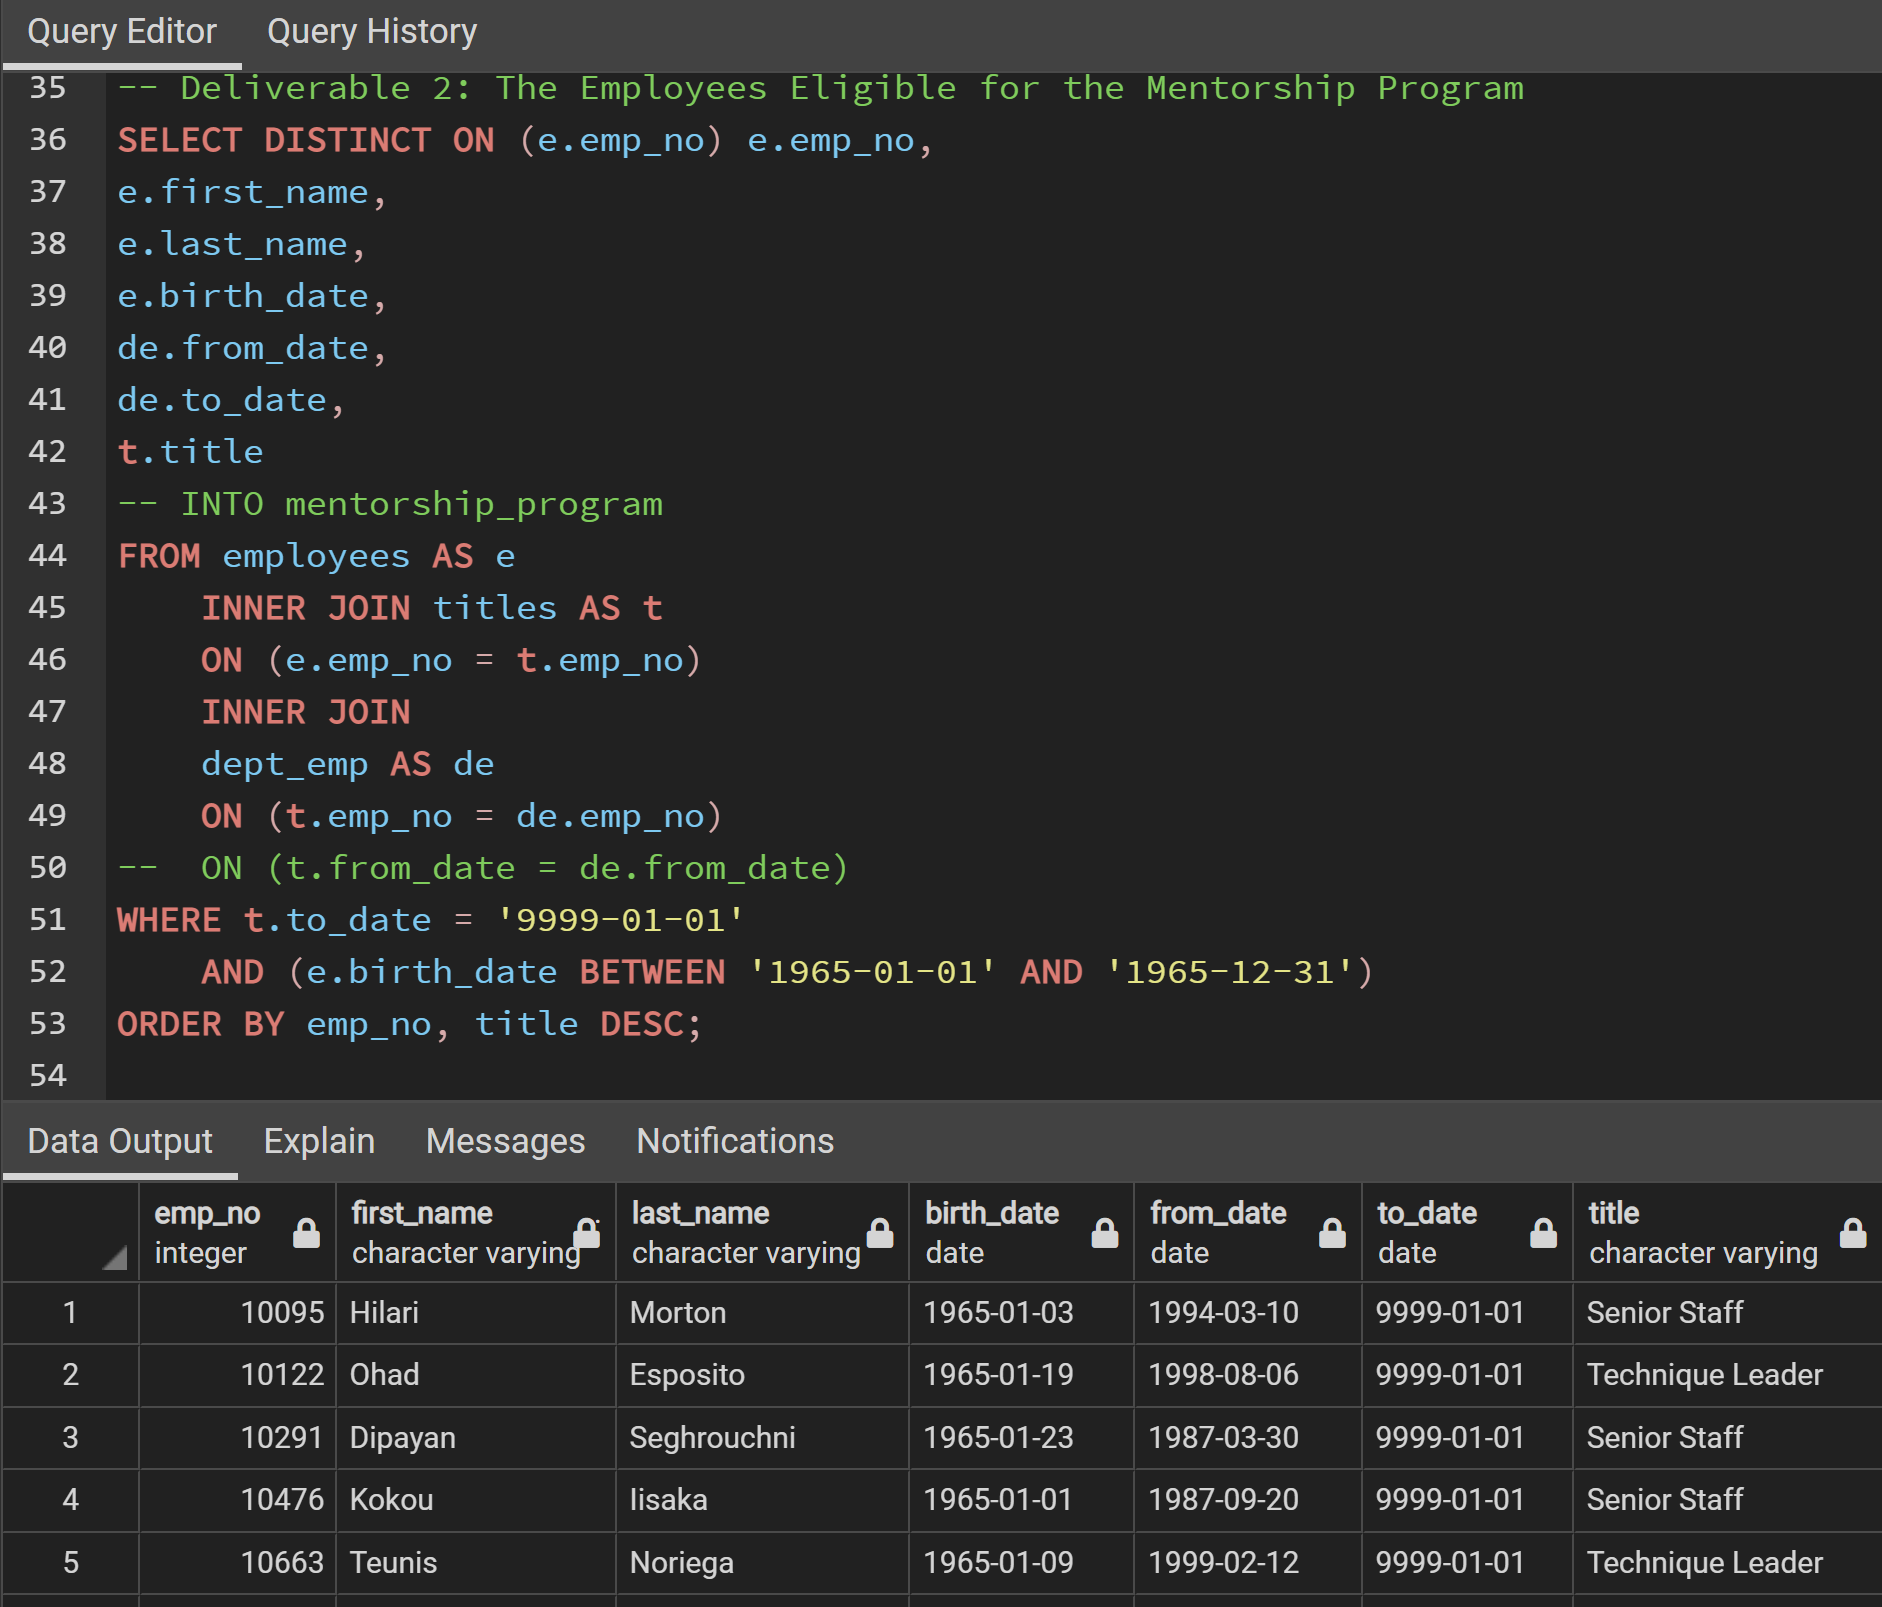 Query Editor Query History
35 -- Deliverable 2: The Employees Eligible for the Mentorship Program
36 SELECT DISTINCT ON (e.emp_no) e.emp_no,
37 e.first_name,
38 e.last_name,
39 e.birth_date,
40 de.from_date,
41 de.to_date,
42 t.title
43 -- INTO mentorship_program
44 FROM employees AS e
45     INNER JOIN titles AS t
46     ON (e.emp_no = t.emp_no)
47     INNER JOIN
48     dept_emp AS de
49     ON (t.emp_no = de.emp_no)
50 --  ON (t.from_date = de.from_date)
51 WHERE t.to_date = '9999-01-01'
52     AND (e.birth_date BETWEEN '1965-01-01' AND '1965-12-31')
53 ORDER BY emp_no, title DESC;
54
Data Output Explain Messages Notifications
emp_no first_name last_name birth_date from_date to_date title
integer character varying character varying date date date character varying
1 10095 Hilari Morton 1965-01-03 1994-03-10 9999-01-01 Senior Staff
2 10122 Ohad Esposito 1965-01-19 1998-08-06 9999-01-01 Technique Leader
3 10291 Dipayan Seghrouchni 1965-01-23 1987-03-30 9999-01-01 Senior Staff
4 10476 Kokou Iisaka 1965-01-01 1987-09-20 9999-01-01 Senior Staff
5 10663 Teunis Noriega 1965-01-09 1999-02-12 9999-01-01 Technique Leader